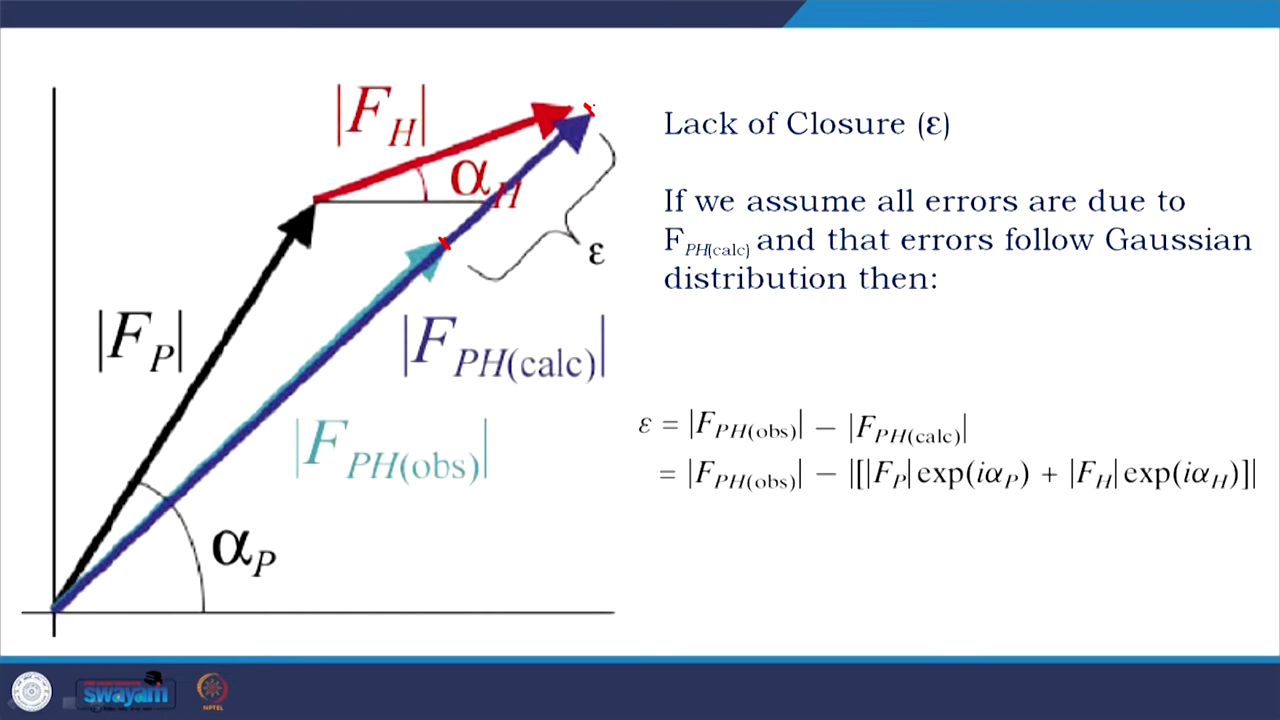 |F_H|
α_H
ε
|F_P|
|F_PH(calc)|
|F_PH(obs)|
α_P
Lack of Closure (ε)
If we assume all errors are due to
F_PH(calc) and that errors follow Gaussian
distribution then:
ε = |F_PH(obs)| − |F_PH(calc)|
= |F_PH(obs)| − |[|F_P| exp(iα_P) + |F_H| exp(iα_H)]|
swayam
NPTEL